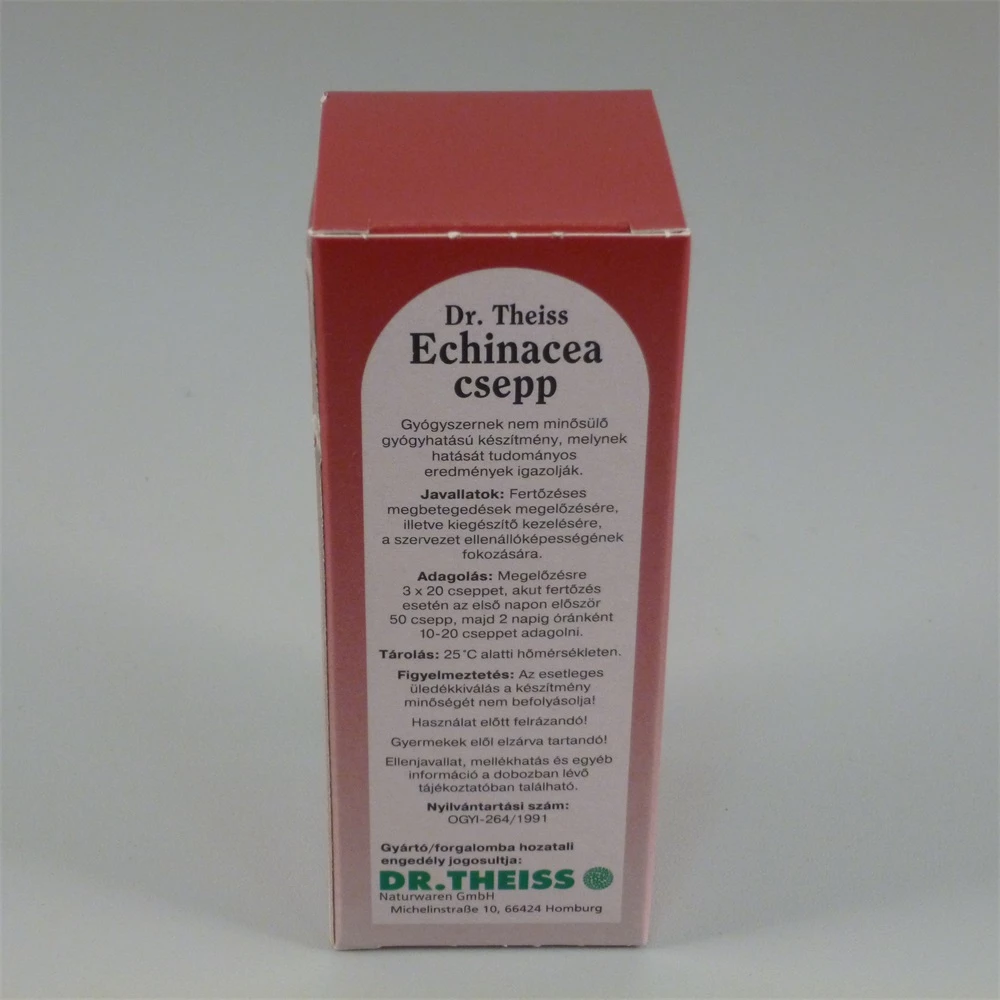 Dr. Theiss
Echinacea
csepp
Gyógyszernek nem minősülő
gyógyhatású készítmény, melynek
hatását tudományos
eredmények igazolják.
Javallatok: Fertőzéses
megbetegedések megelőzésére,
illetve kiegészítő kezelésére,
a szervezet ellenállóképességének
fokozására.
Adagolás: Megelőzésre
3 x 20 cseppet, akut fertőzés
esetén az első napon először
50 csepp, majd 2 napig óránként
10-20 cseppet adagolni.
Tárolás: 25°C alatti hőmérsékleten.
Figyelmeztetés: Az esetleges
üledékkiválás a készítmény
minőségét nem befolyásolja!
Használat előtt felrázandó!
Gyermekek elől elzárva tartandó!
Ellenjavallat, mellékhatás és egyéb
információ a dobozban lévő
tájékoztatóban található.
Nyilvántartási szám:
OGYI-264/1991
Gyártó/forgalomba hozatali
engedély jogosultja:
DR.THEISS
Naturwaren GmbH
Michelinstraße 10, 66424 Homburg